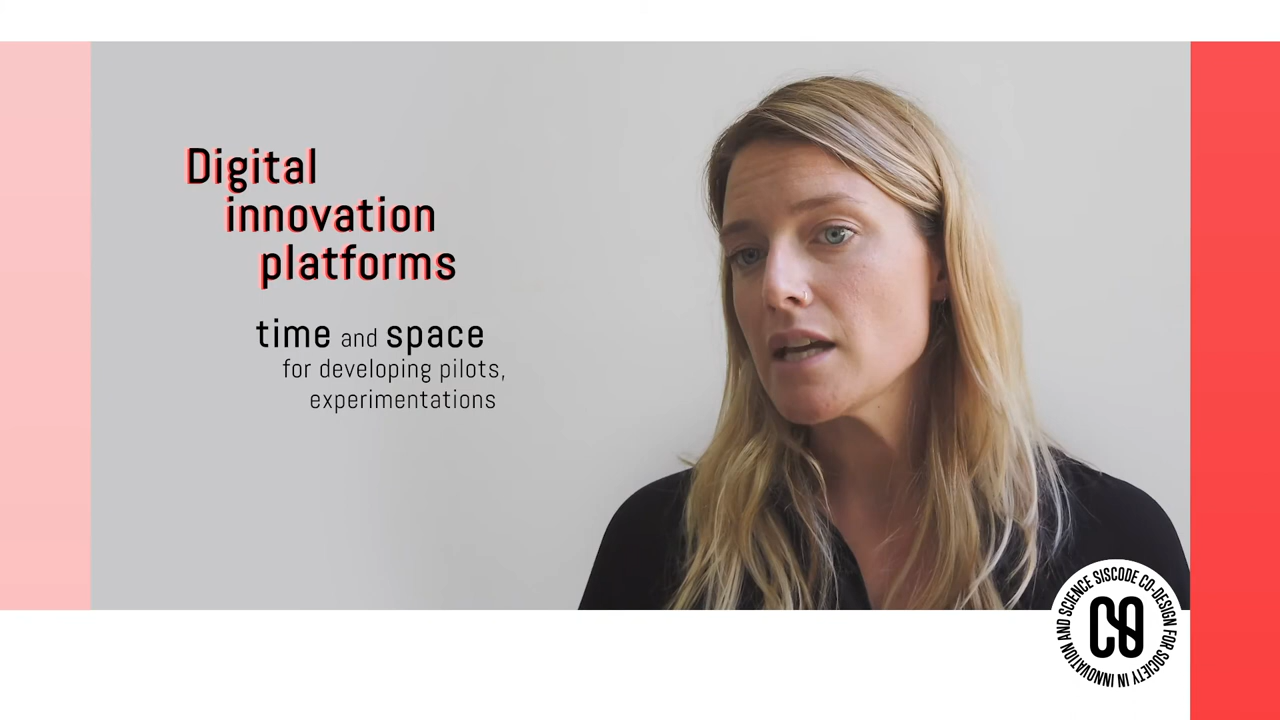 Digital
innovation
platforms
time and space
for developing pilots,
experimentations
SISCODE CO-DESIGN FOR SOCIETY IN INNOVATION AND SCIENCE
CO